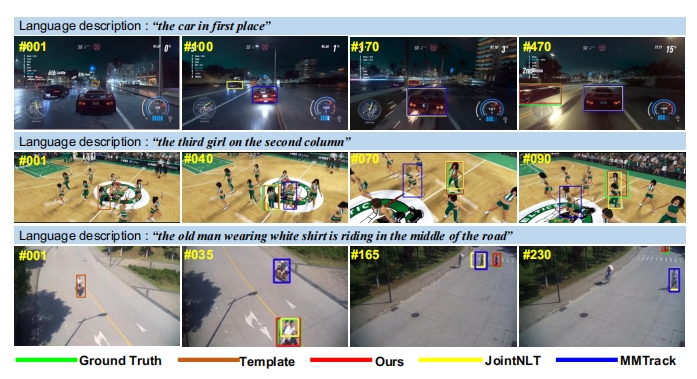 Language description : “the car in first place”
#001 #100 #170 #470
Language description : “the third girl on the second column”
#001 #040 #070 #090
Language description : “the old man wearing white shirt is riding in the middle of the road”
#001 #035 #165 #230
Ground Truth Template Ours JointNLT MMTrack